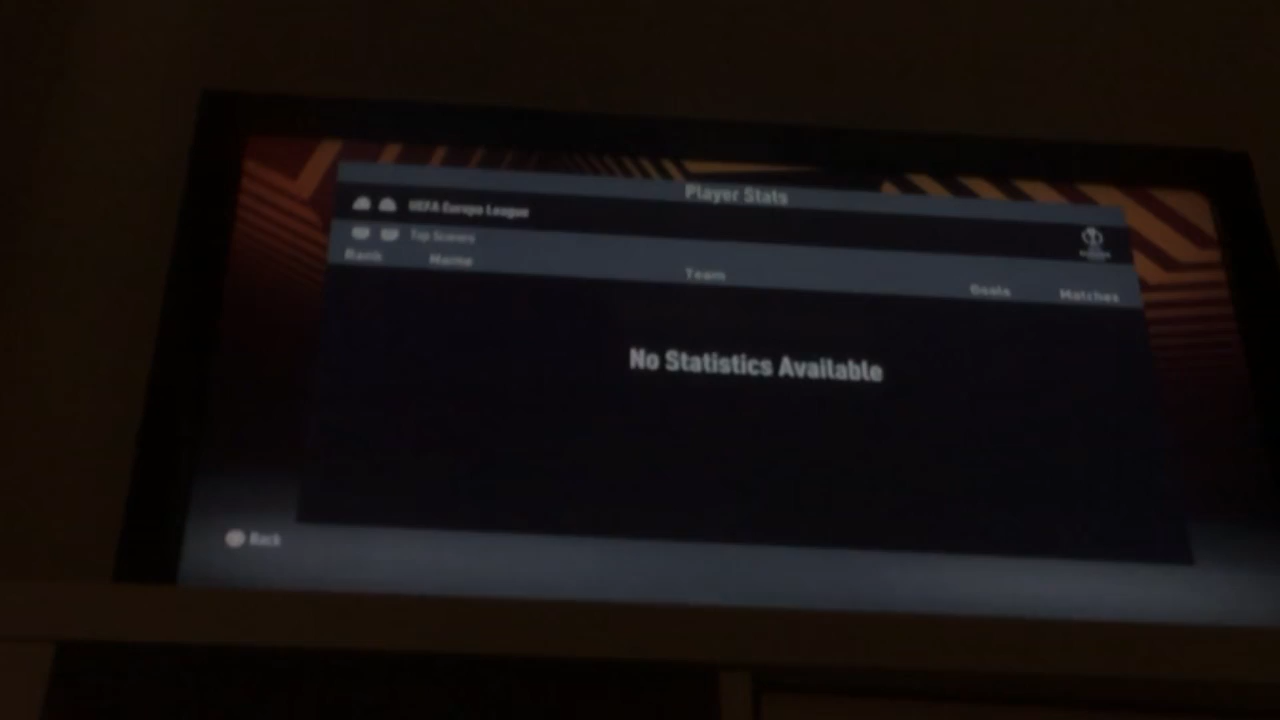 Player Stats
UEFA Europa League
Top Scorers
Rank Name Team Goals Matches
No Statistics Available
Back